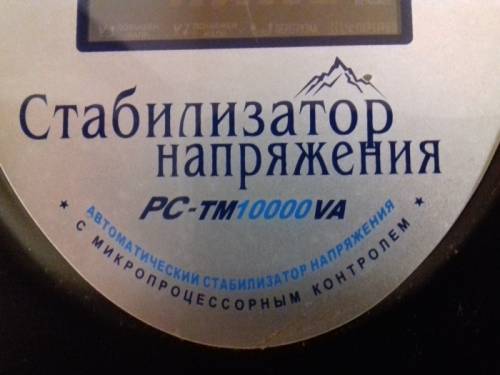 Стабилизатор
напряжения
PC-TM10000VA
★ АВТОМАТИЧЕСКИЙ СТАБИЛИЗАТОР НАПРЯЖЕНИЯ ★
С МИКРОПРОЦЕССОРНЫМ КОНТРОЛЕМ